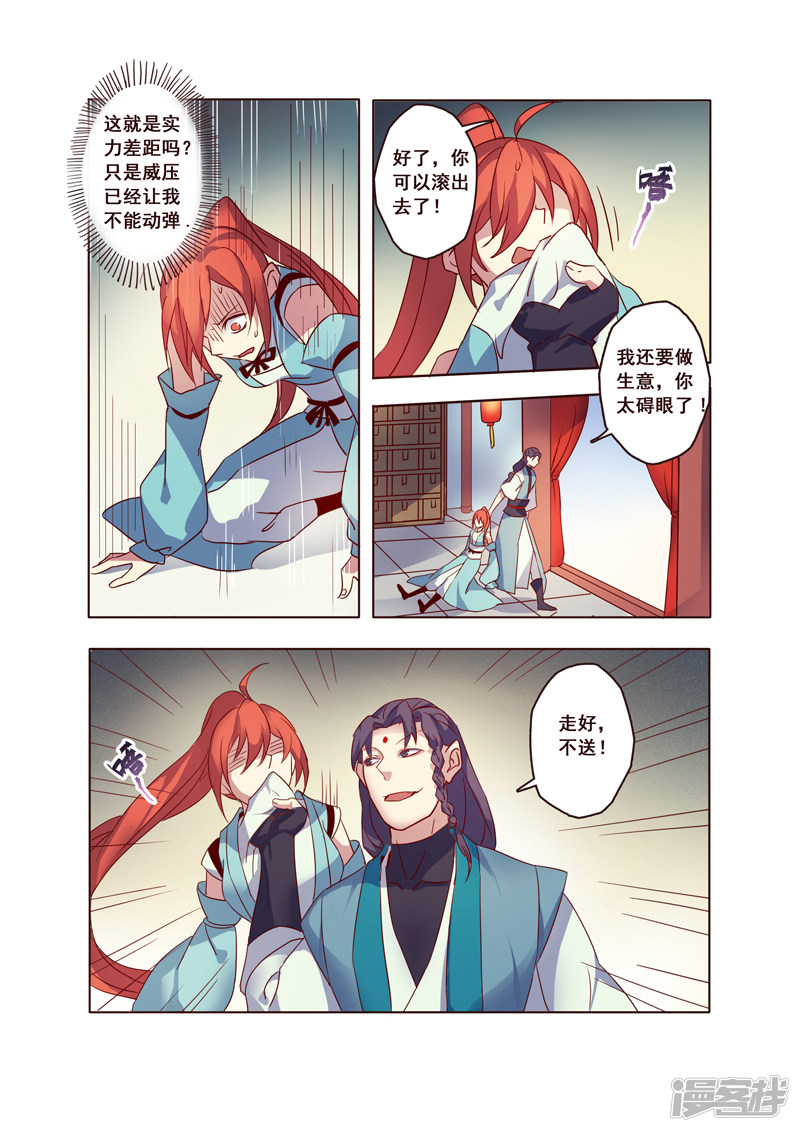 这就是实
力差距吗？
只是威压
已经让我
不能动弹.
好了，你
可以滚出
去了！
唔
我还要做
生意，你
太碍眼了！
唔
走好，
不送！
漫客栈